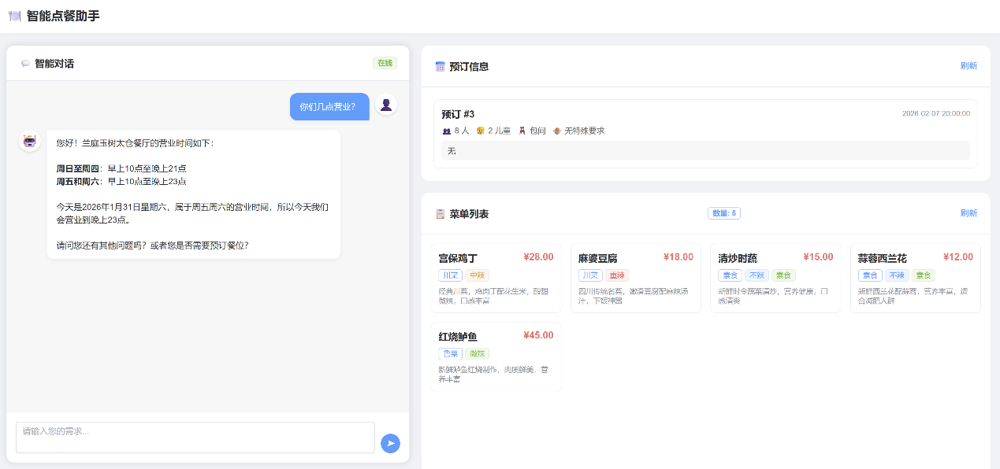 智能点餐助手
智能对话
在线
你们几点营业？
您好！兰庭玉树太仓餐厅的营业时间如下：
周日至周四：早上10点至晚上21点
周五和周六：早上10点至晚上23点
今天是2026年1月31日星期六，属于周五周六的营业时间，所以今天我们
会营业到晚上23点。
请问您还有其他问题吗？或者您是否需要预订餐位？
请输入您的需求...
预订信息
刷新
预订 #3
2026-02-07 20:00:00
8 人 2 儿童 包间 无特殊要求
无
菜单列表
数量: 5
刷新
宫保鸡丁
¥28.00
川菜 中辣
经典川菜，鸡肉丁配花生米，酸甜
微辣，口感丰富
麻婆豆腐
¥18.00
川菜 重辣
四川传统名菜，嫩滑豆腐配麻辣汤
汁，下饭神器
清炒时蔬
¥15.00
素食 不辣 素食
新鲜时令蔬菜清炒，营养健康，口
感清爽
蒜蓉西兰花
¥12.00
素食 不辣 素食
新鲜西兰花配蒜蓉，营养丰富，适
合减肥人群
红烧鲈鱼
¥45.00
鲁菜 微辣
新鲜鲈鱼红烧制作，肉质鲜美，营
养丰富